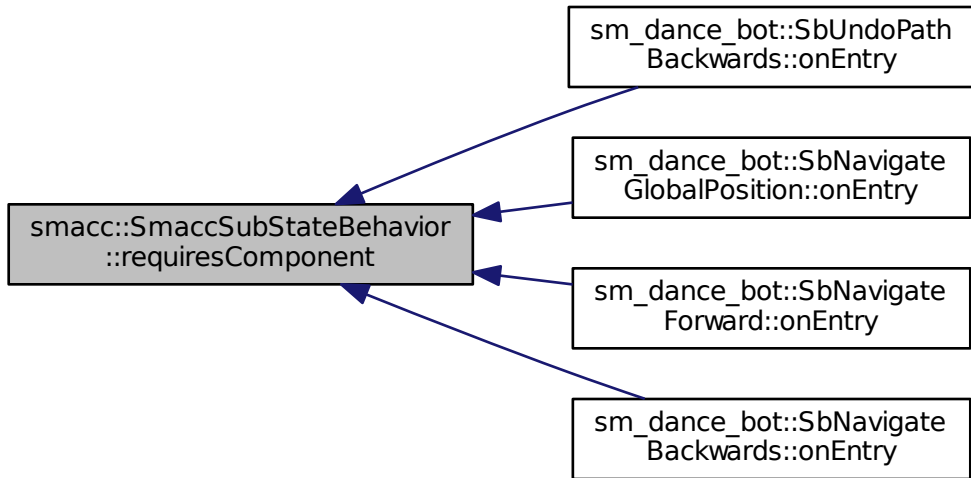 smacc::SmaccSubStateBehavior
::requiresComponent
sm_dance_bot::SbUndoPath
Backwards::onEntry
sm_dance_bot::SbNavigate
GlobalPosition::onEntry
sm_dance_bot::SbNavigate
Forward::onEntry
sm_dance_bot::SbNavigate
Backwards::onEntry